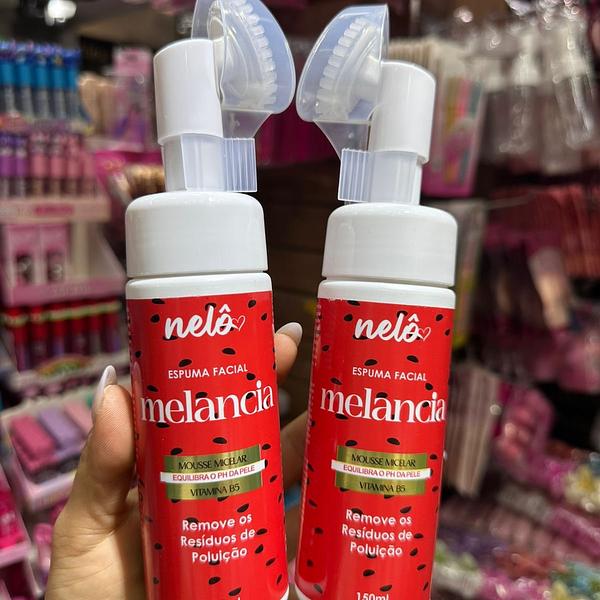 nelô
ESPUMA FACIAL
melancia
MOUSSE MICELAR
EQUILIBRA O PH DA PELE
VITAMINA B5
Remove os
Resíduos de
Poluição
nelô
ESPUMA FACIAL
melancia
MOUSSE MICELAR
EQUILIBRA O PH DA PELE
VITAMINA B5
Remove os
Resíduos de
Poluição
150ml